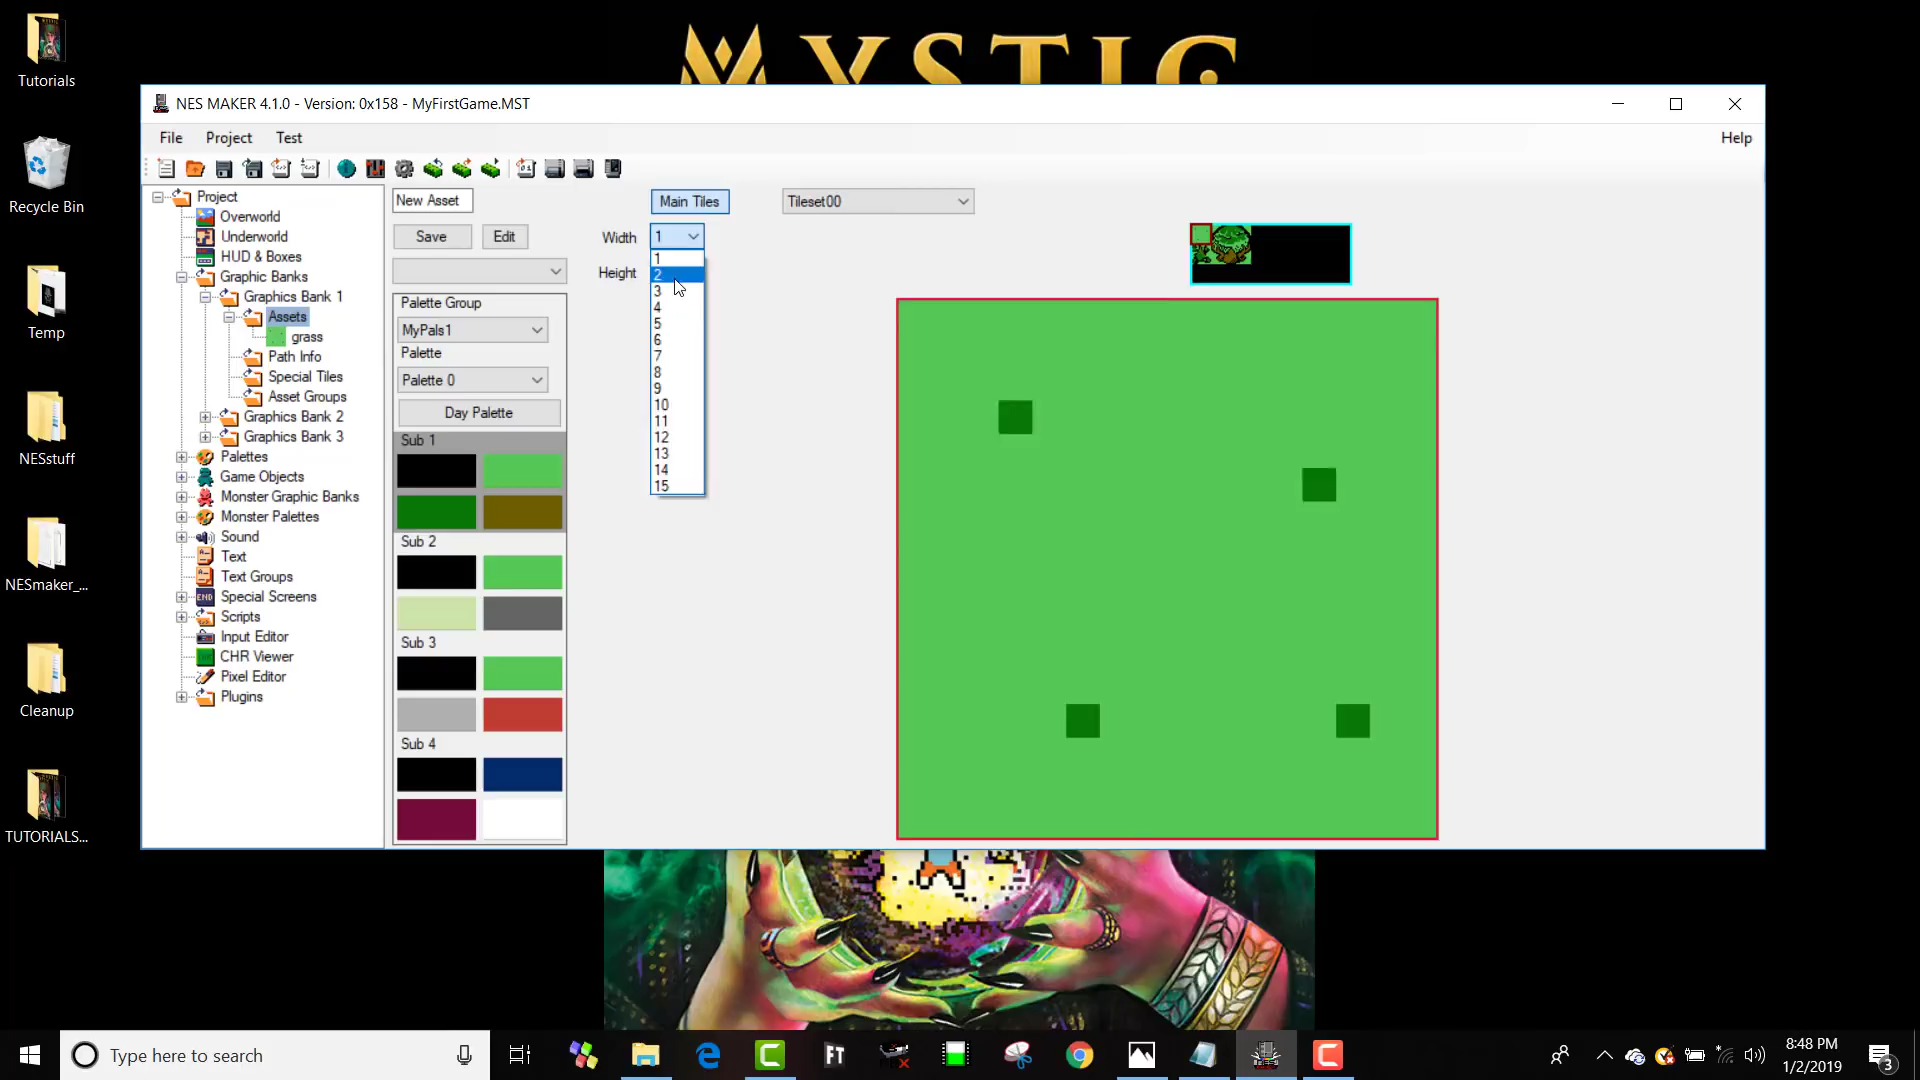 MYSTIC
Tutorials
Recycle Bin
Temp
NESstuff
NESmaker_...
Cleanup
TUTORIALS...
NES MAKER 4.1.0 - Version: 0x158 - MyFirstGame.MST
File Project Test Help
Project
Overworld
Underworld
HUD & Boxes
Graphic Banks
Graphics Bank 1
Assets
grass
Path Info
Special Tiles
Asset Groups
Graphics Bank 2
Graphics Bank 3
Palettes
Game Objects
Monster Graphic Banks
Monster Palettes
Sound
Text
Text Groups
Special Screens
Scripts
Input Editor
CHR Viewer
Pixel Editor
Plugins
New Asset
Save Edit
Palette Group
MyPals1
Palette
Palette 0
Day Palette
Sub 1
Sub 2
Sub 3
Sub 4
Main Tiles
Tileset00
Width 1
Height
1
2
3
4
5
6
7
8
9
10
11
12
13
14
15
END
Type here to search
FT
8:48 PM
1/2/2019
3